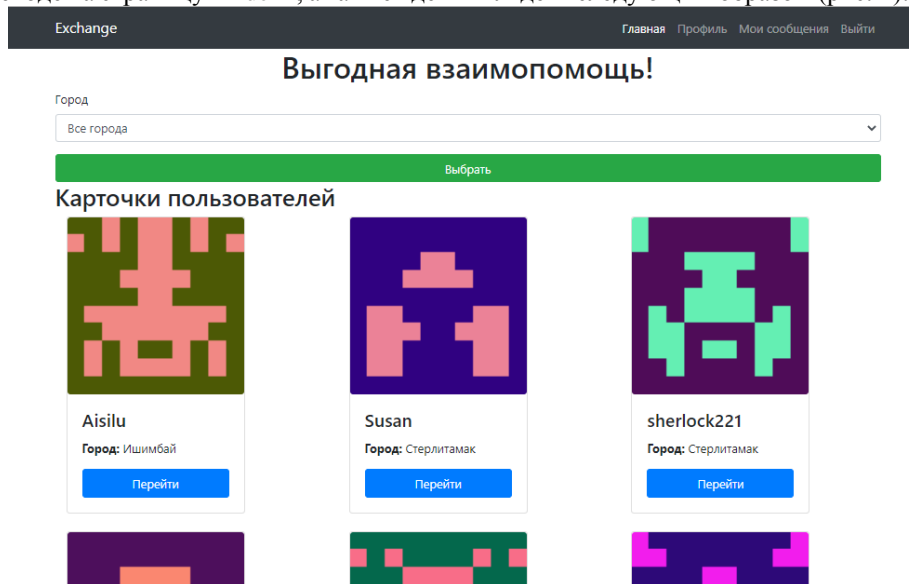 Exchange Главная Профиль Мои сообщения Выйти
Выгодная взаимопомощь!
Город
Все города
Выбрать
Карточки пользователей
Aisilu Susan sherlock221
Город: Ишимбай Город: Стерлитамак Город: Стерлитамак
Перейти Перейти Перейти